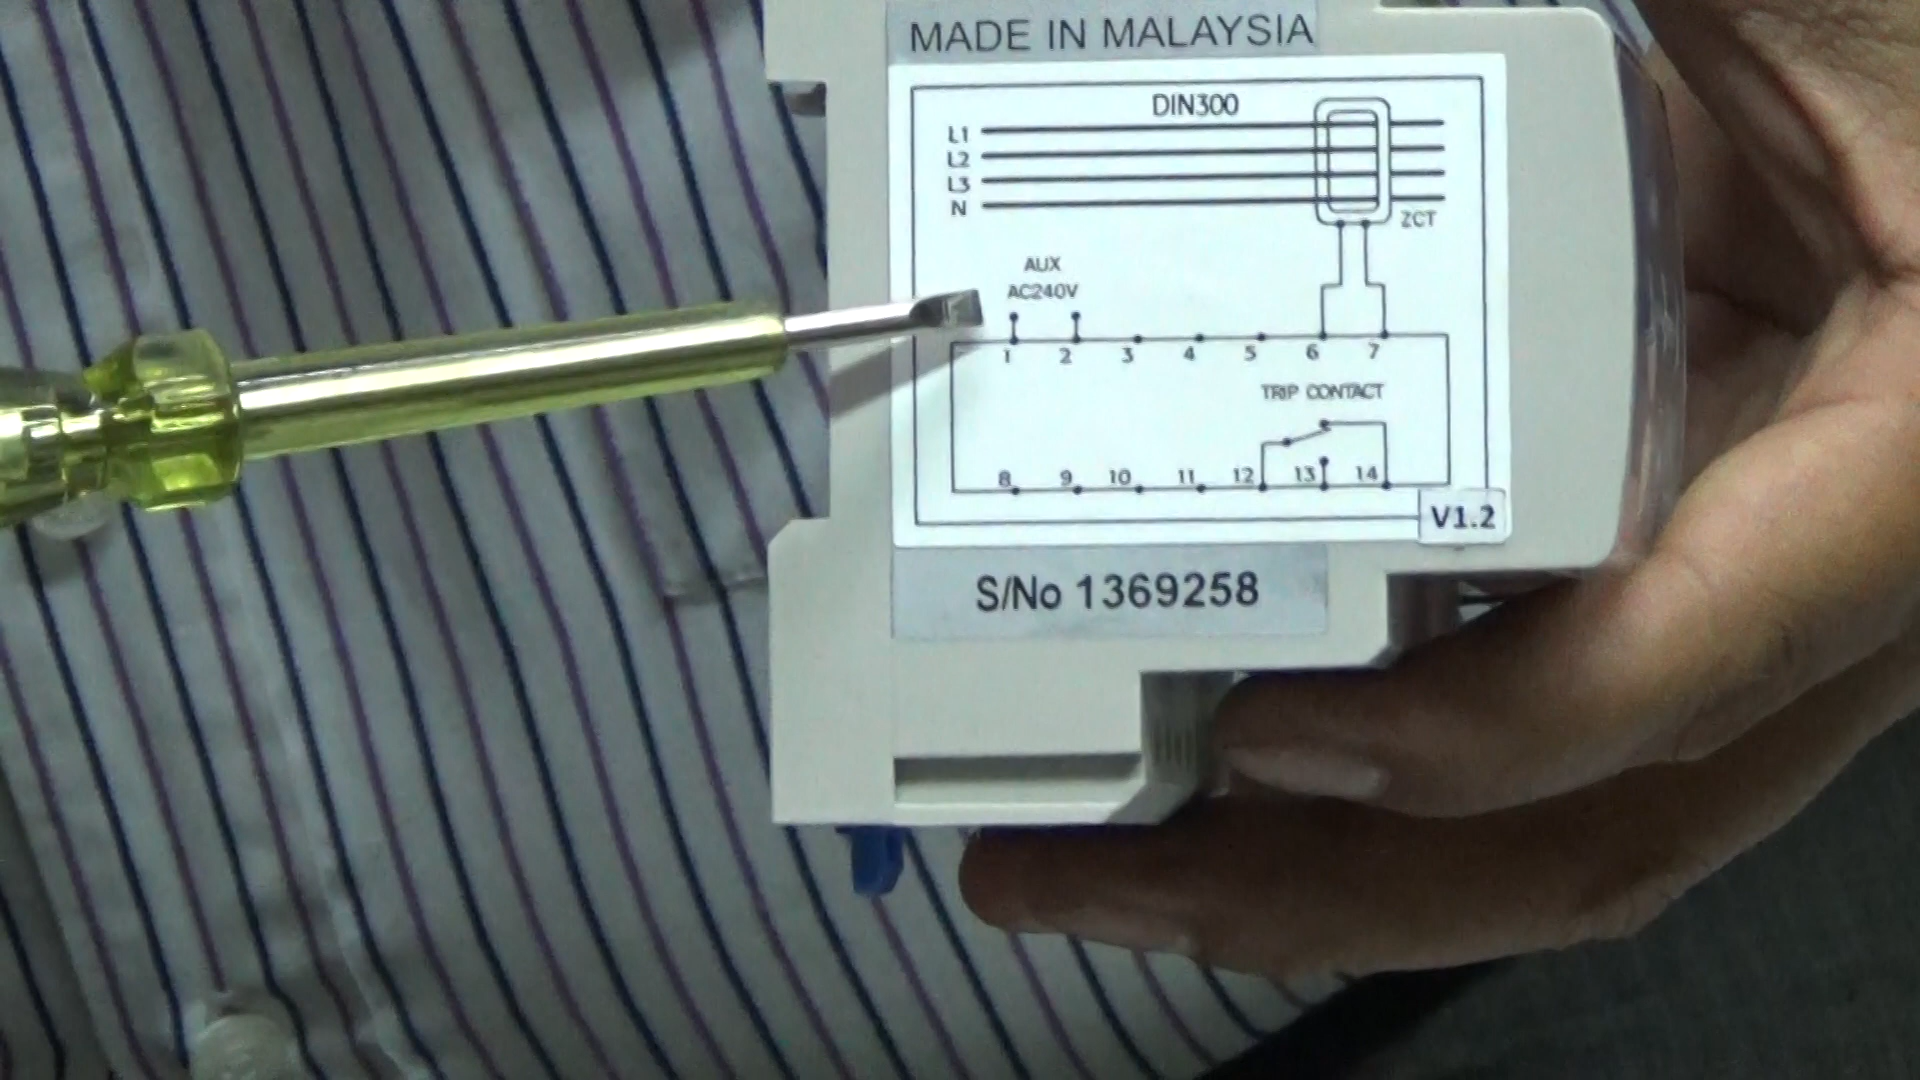 MADE IN MALAYSIA
DIN300
L1
L2
L3
N
ZCT
AUX
AC240V
1 2 3 4 5 6 7
TRIP CONTACT
8 9 10 11 12 13 14
V1.2
S/No 1369258